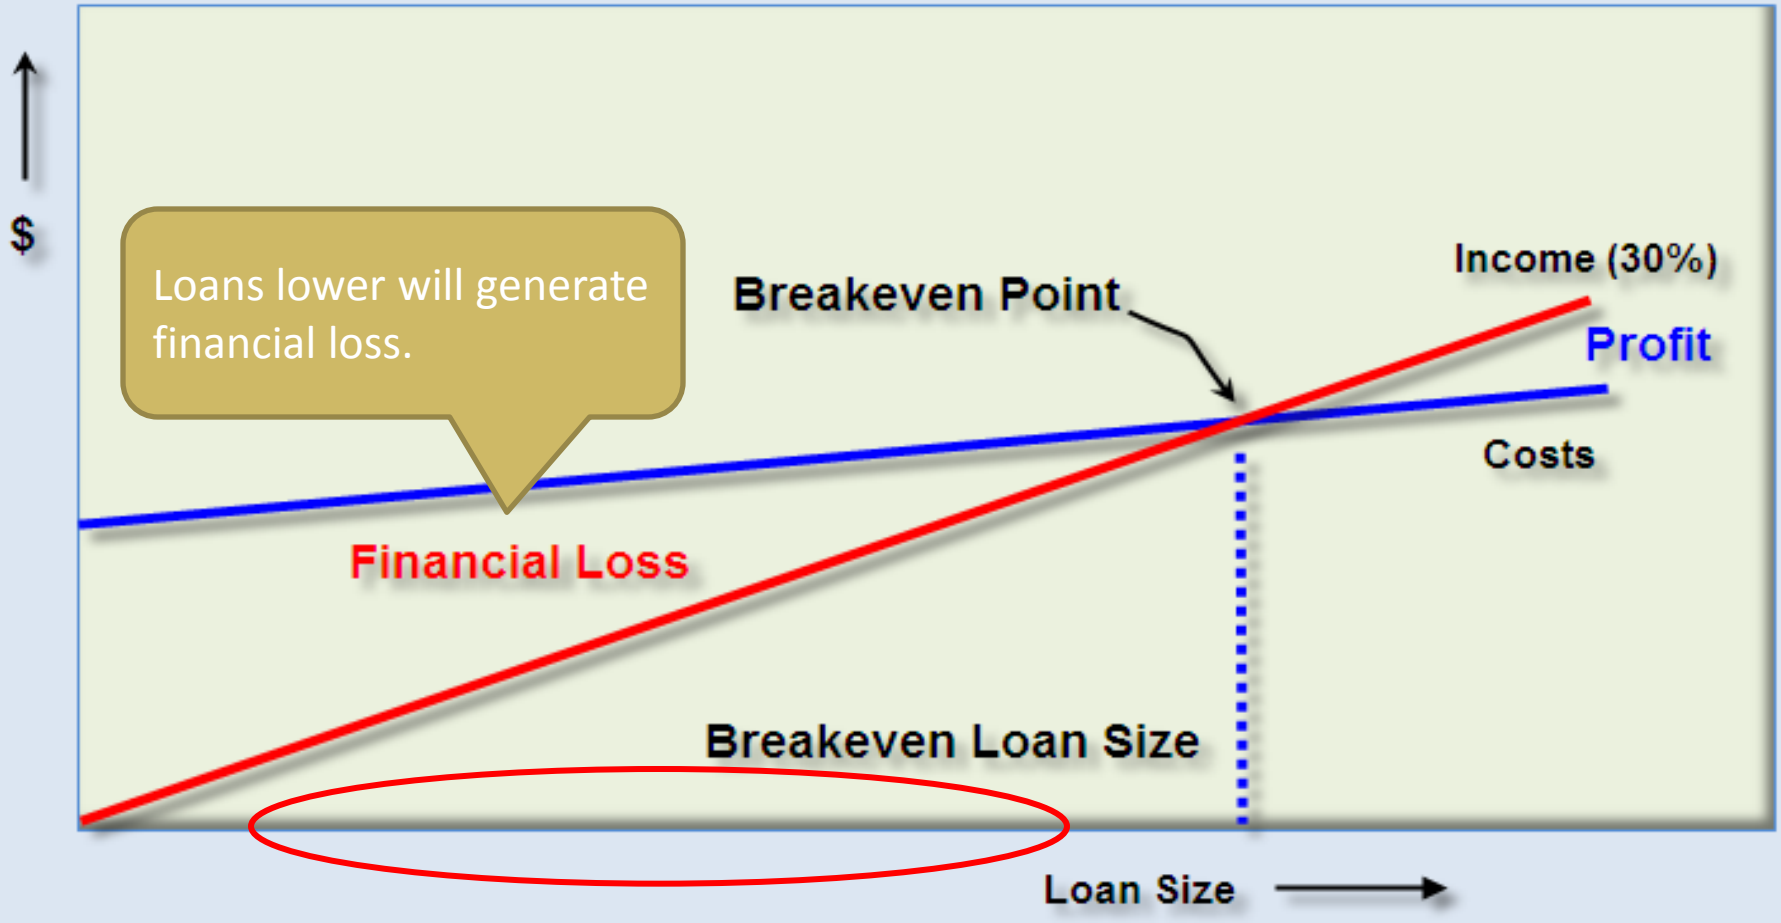 $
Loans lower will generate
financial loss.
Breakeven Point
Income (30%)
Profit
Costs
Financial Loss
Breakeven Loan Size
Loan Size